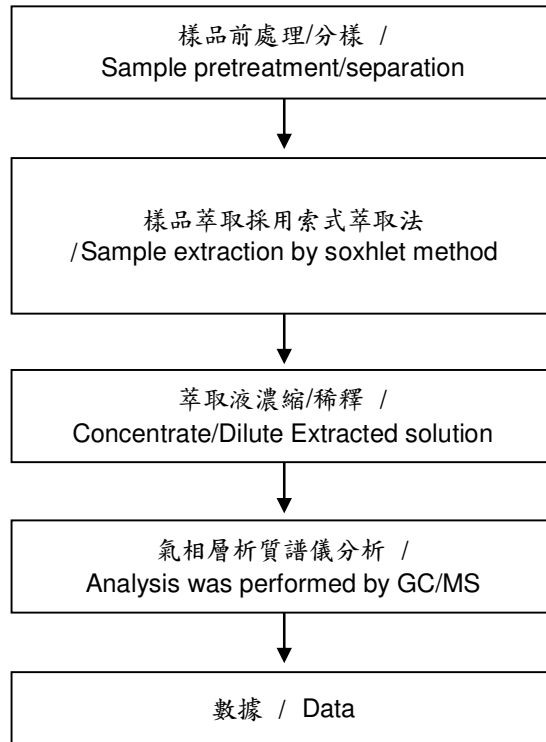 樣品前處理/分樣 /
Sample pretreatment/separation
樣品萃取採用索式萃取法
/Sample extraction by soxhlet method
萃取液濃縮/稀釋 /
Concentrate/Dilute Extracted solution
氣相層析質譜儀分析 /
Analysis was performed by GC/MS
數據 / Data